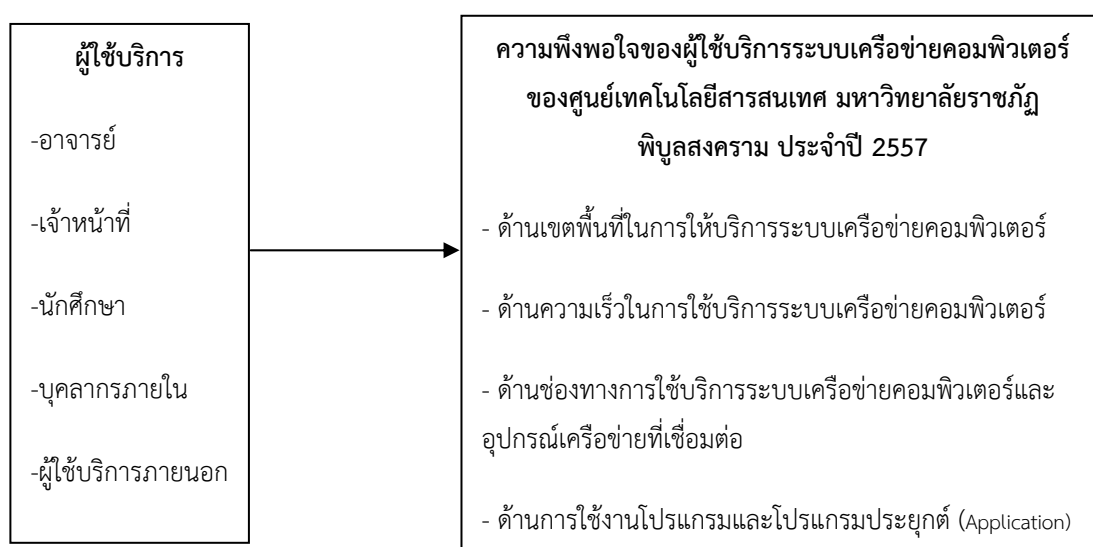 ผู้ใช้บริการ
-อาจารย์
-เจ้าหน้าที่
-นักศึกษา
-บุคลากรภายใน
-ผู้ใช้บริการภายนอก
ความพึงพอใจของผู้ใช้บริการระบบเครือข่ายคอมพิวเตอร์
ของศูนย์เทคโนโลยีสารสนเทศ มหาวิทยาลัยราชภัฏ
พิบูลสงคราม ประจำปี 2557
- ด้านเขตพื้นที่ในการให้บริการระบบเครือข่ายคอมพิวเตอร์
- ด้านความเร็วในการใช้บริการระบบเครือข่ายคอมพิวเตอร์
- ด้านช่องทางการใช้บริการระบบเครือข่ายคอมพิวเตอร์และ
อุปกรณ์เครือข่ายที่เชื่อมต่อ
- ด้านการใช้งานโปรแกรมและโปรแกรมประยุกต์ (Application)